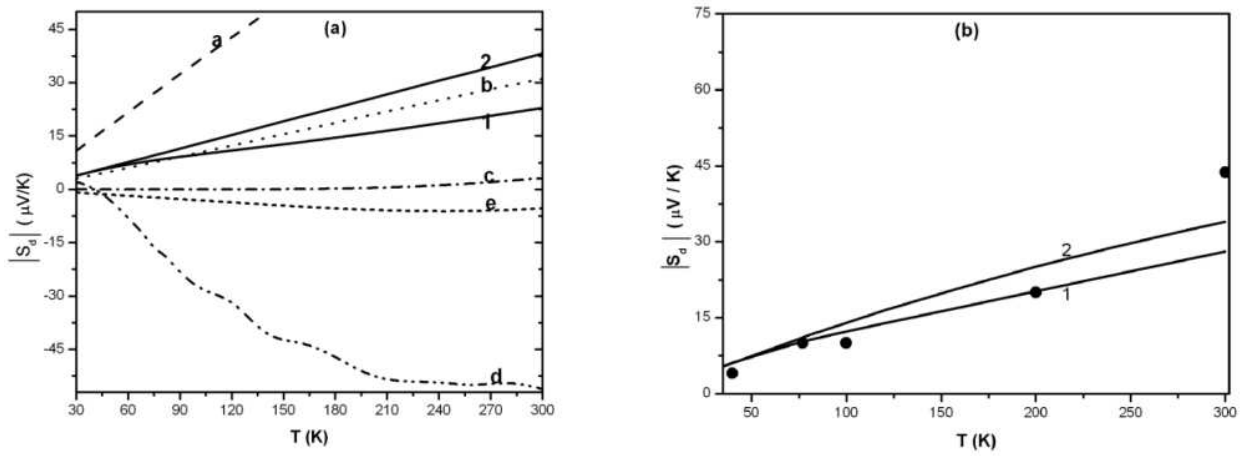 (a)
45
30
15
0
-15
-30
-45
|S_d| ( μV/K)
a
2
b
1
c
e
d
30 60 90 120 150 180 210 240 270 300
T (K)
(b)
75
60
45
30
15
0
|S_d| ( μV / K)
2
1
50 100 150 200 250 300
T (K)